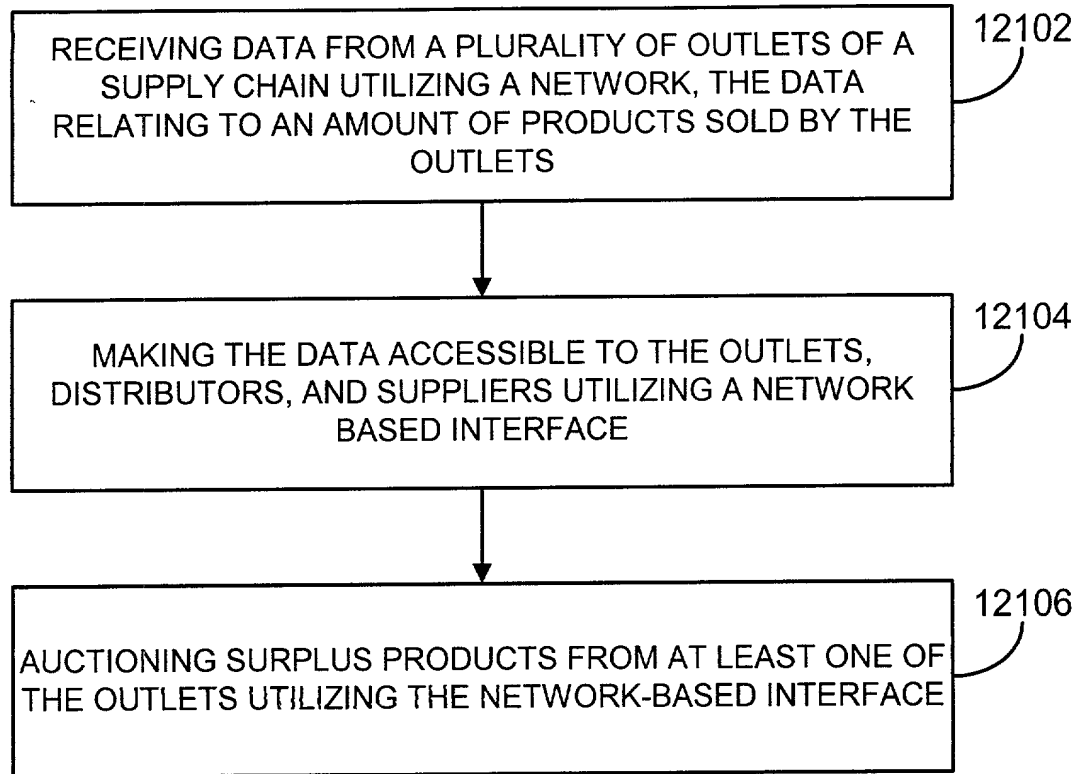 RECEIVING DATA FROM A PLURALITY OF OUTLETS OF A
SUPPLY CHAIN UTILIZING A NETWORK, THE DATA
RELATING TO AN AMOUNT OF PRODUCTS SOLD BY THE
OUTLETS
12102
MAKING THE DATA ACCESSIBLE TO THE OUTLETS,
DISTRIBUTORS, AND SUPPLIERS UTILIZING A NETWORK
BASED INTERFACE
12104
AUCTIONING SURPLUS PRODUCTS FROM AT LEAST ONE OF
THE OUTLETS UTILIZING THE NETWORK-BASED INTERFACE
12106